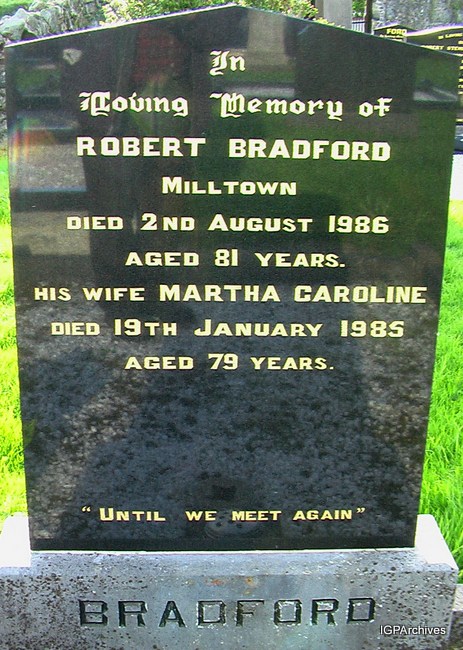 In
Loving Memory of
ROBERT BRADFORD
MILLTOWN
DIED 2ND AUGUST 1986
AGED 81 YEARS.
HIS WIFE MARTHA CAROLINE
DIED 19TH JANUARY 1985
AGED 79 YEARS.
"UNTIL WE MEET AGAIN"
BRADFORD
IGPArchives